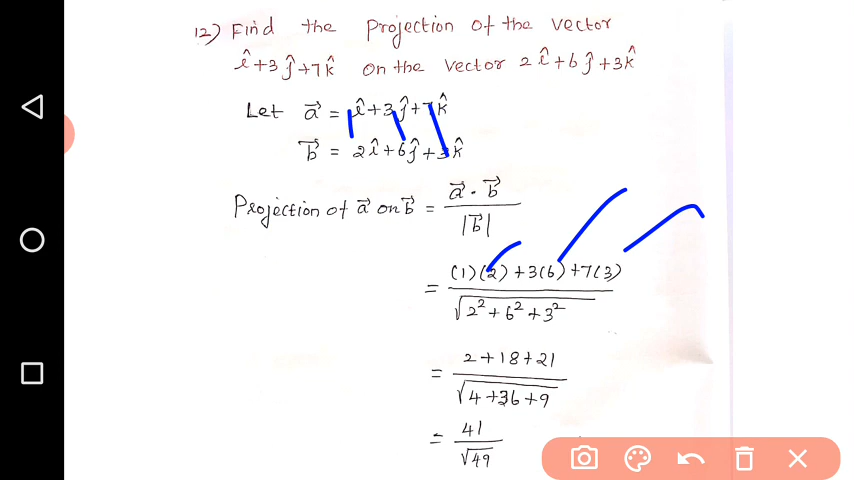 12) Find the Projection of the vector
î+3ĵ+7k̂ on the vector 2î+6ĵ+3k̂
Let a⃗ = î+3ĵ+7k̂
b⃗ = 2î+6ĵ+3k̂
Projection of a⃗ on b⃗ = a⃗ · b⃗ / |b⃗|
= (1)(2)+3(6)+7(3) / √2²+6²+3²
= 2+18+21 / √4+36+9
= 41 / √49